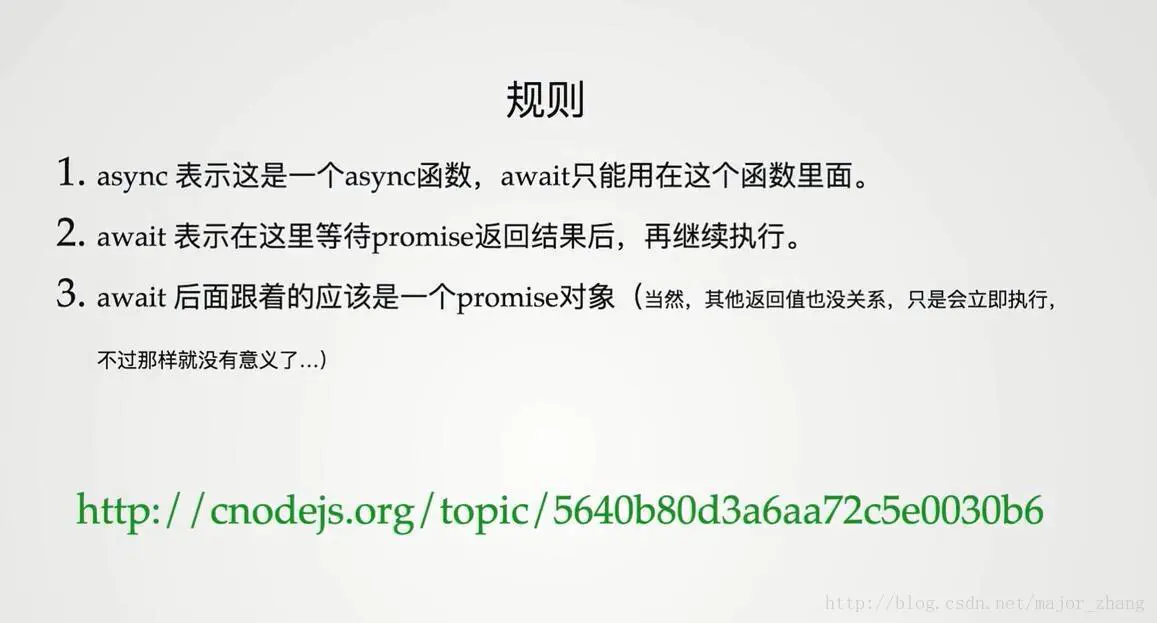 规则
1. async 表示这是一个async函数，await只能用在这个函数里面。
2. await 表示在这里等待promise返回结果后，再继续执行。
3. await 后面跟着的应该是一个promise对象（当然，其他返回值也没关系，只是会立即执行，
不过那样就没有意义了…）
http://cnodejs.org/topic/5640b80d3a6aa72c5e0030b6
http://blog.csdn.net/major_zhang